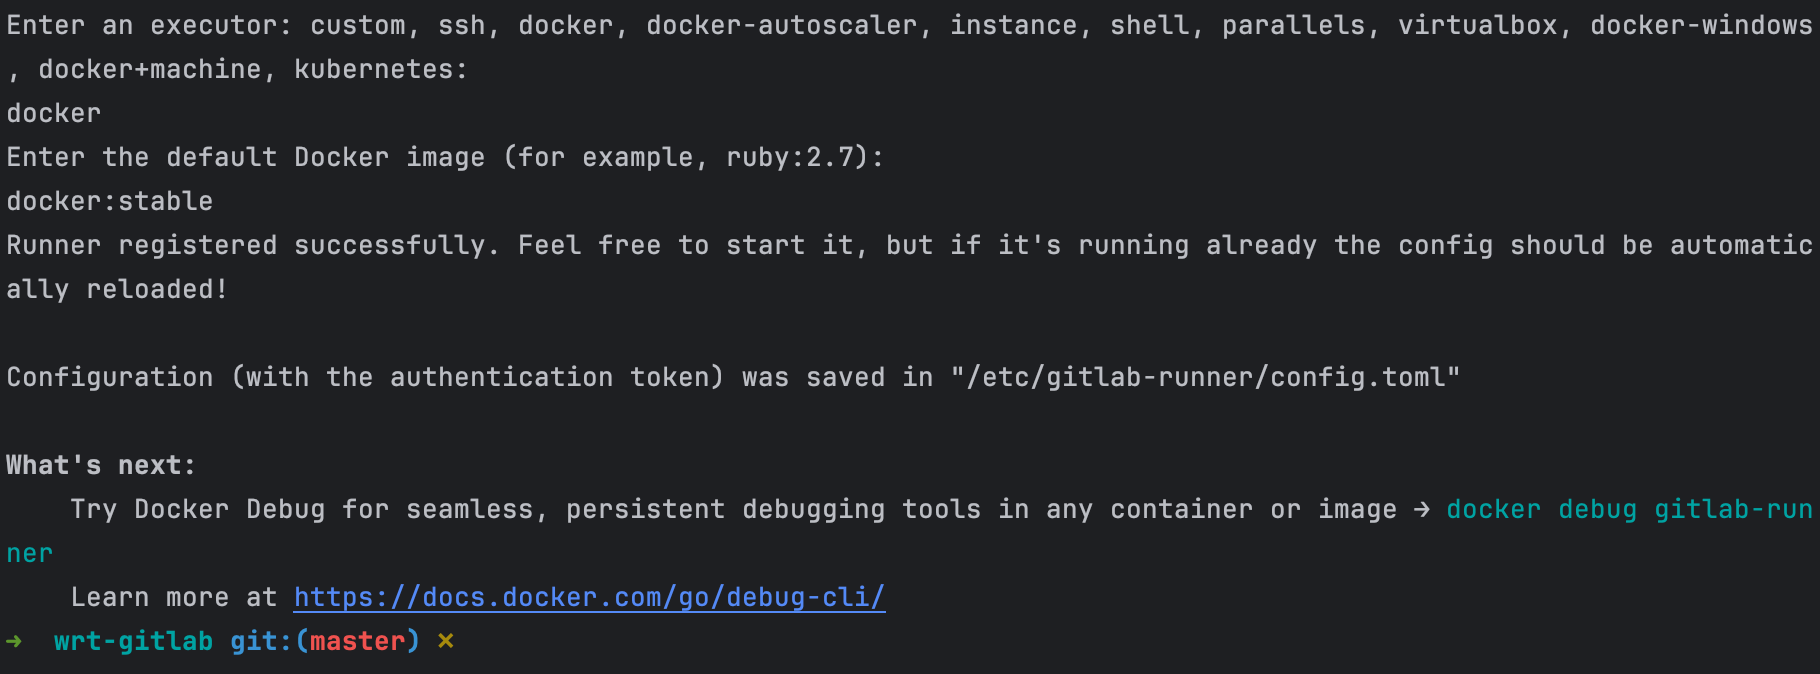 Enter an executor: custom, ssh, docker, docker-autoscaler, instance, shell, parallels, virtualbox, docker-windows
, docker+machine, kubernetes:
docker
Enter the default Docker image (for example, ruby:2.7):
docker:stable
Runner registered successfully. Feel free to start it, but if it's running already the config should be automatic
ally reloaded!
Configuration (with the authentication token) was saved in "/etc/gitlab-runner/config.toml"
What's next:
Try Docker Debug for seamless, persistent debugging tools in any container or image → docker debug gitlab-run
ner
Learn more at https://docs.docker.com/go/debug-cli/
➜ wrt-gitlab git:(master) ✗